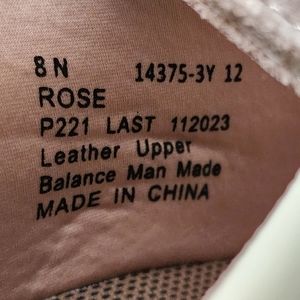 8 N 14375-3Y 12
ROSE
P221 LAST 112023
Leather Upper
Balance Man Made
MADE IN CHINA